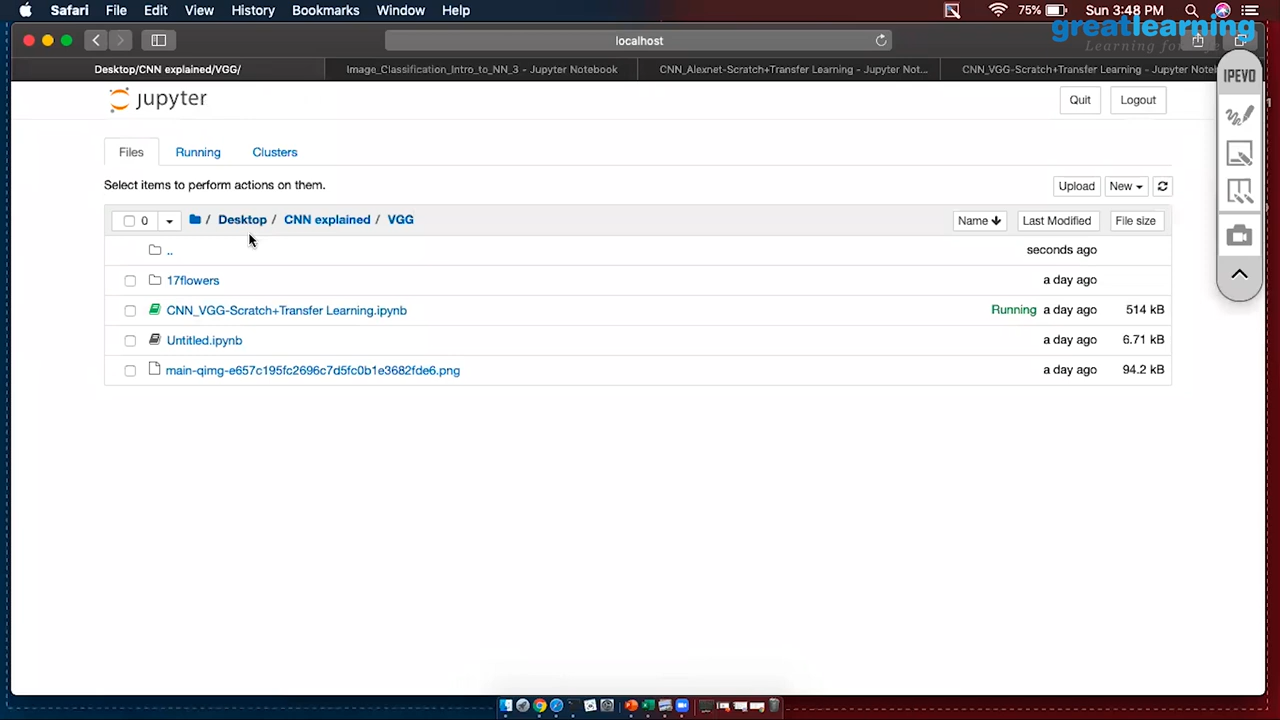 Safari File Edit View History Bookmarks Window Help 75% Sun 3:48 PM
greatlearning
Learning for
localhost
Desktop/CNN explained/VGG/ Image_Classification_Intro_to_NN_3 - Jupyter Notebook CNN_Alexnet-Scratch+Transfer Learning - Jupyter Not... CNN_VGG-Scratch+Transfer Learning - Jupyter Note
IPEVO
jupyter Quit Logout
Files Running Clusters
Select items to perform actions on them. Upload New
0 / Desktop / CNN explained / VGG Name Last Modified File size
.. seconds ago
17flowers a day ago
CNN_VGG-Scratch+Transfer Learning.ipynb Running a day ago 514 kB
Untitled.ipynb a day ago 6.71 kB
main-qimg-e657c195fc2696c7d5fc0b1e3682fde6.png a day ago 94.2 kB